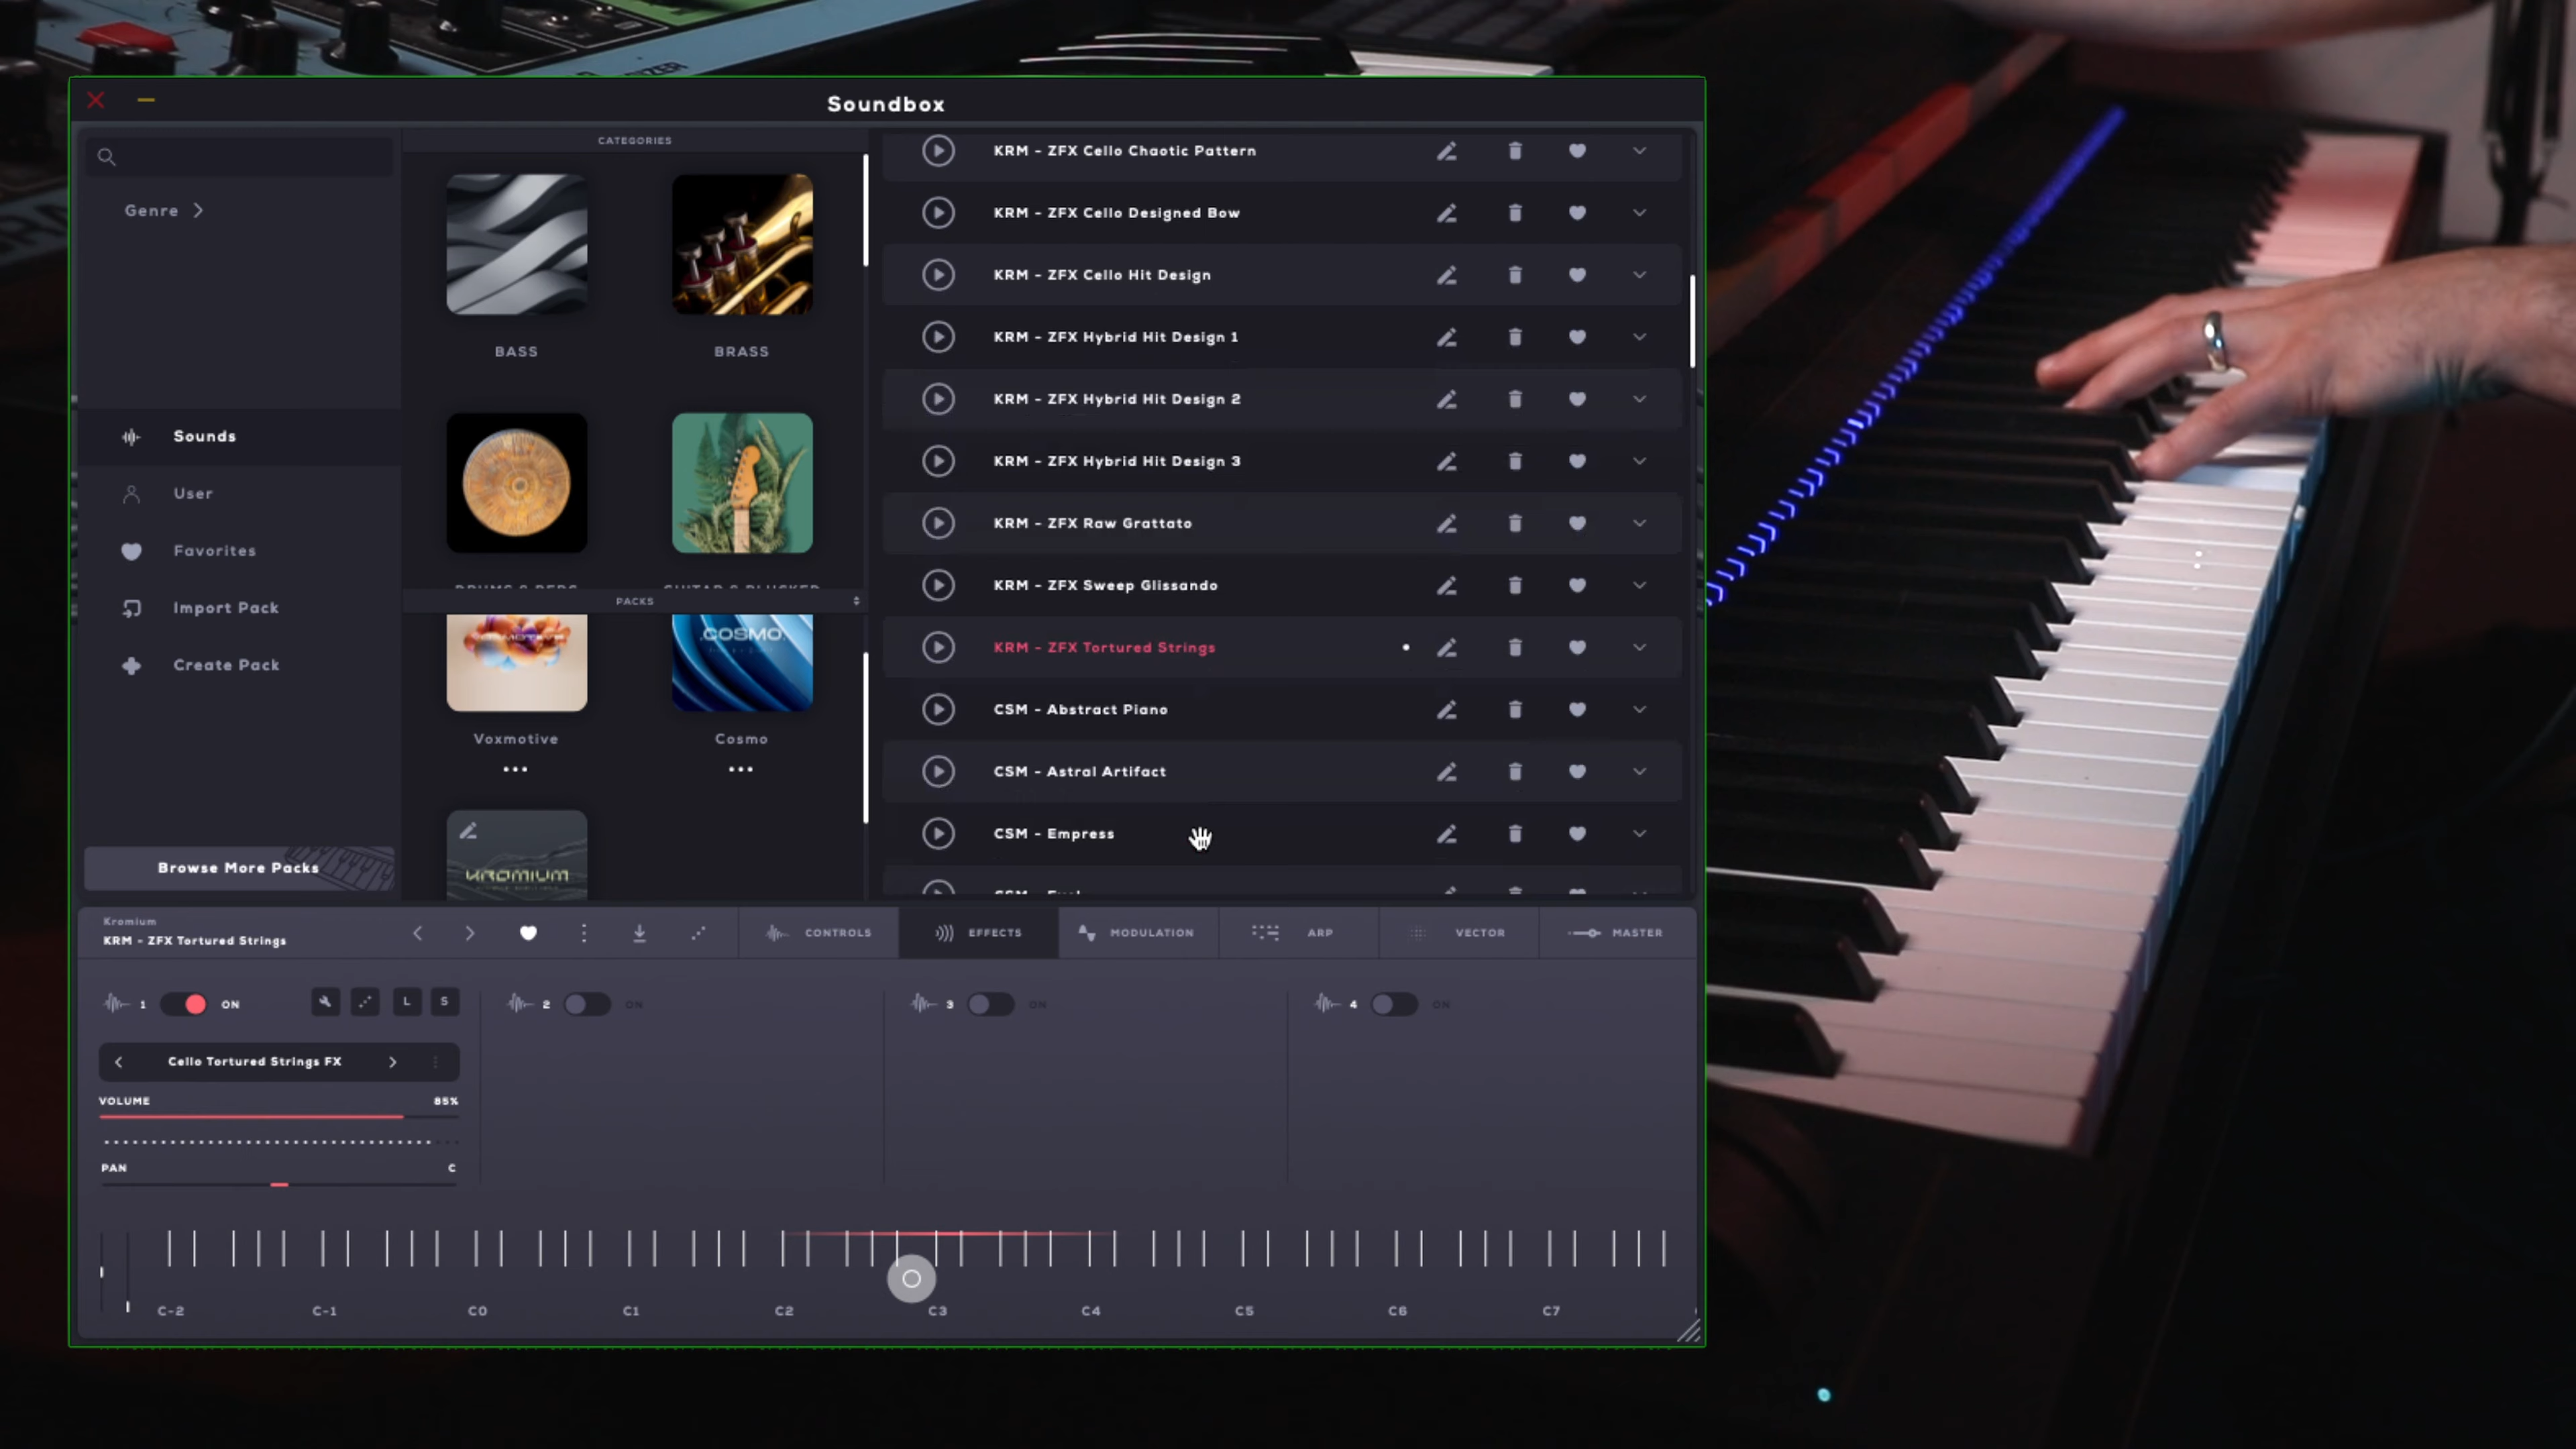 Soundbox
Genre
Sounds
User
Favorites
Import Pack
Create Pack
Browse More Packs
CATEGORIES
BASS
BRASS
PACKS
COSMO
Voxmotive
Cosmo
KROMIUM
KRM - ZFX Cello Chaotic Pattern
KRM - ZFX Cello Designed Bow
KRM - ZFX Cello Hit Design
KRM - ZFX Hybrid Hit Design 1
KRM - ZFX Hybrid Hit Design 2
KRM - ZFX Hybrid Hit Design 3
KRM - ZFX Raw Grattato
KRM - ZFX Sweep Glissando
KRM - ZFX Tortured Strings
CSM - Abstract Piano
CSM - Astral Artifact
CSM - Empress
Kromium
KRM - ZFX Tortured Strings
CONTROLS
EFFECTS
MODULATION
ARP
VECTOR
MASTER
1 ON L S
2 ON
3 ON
4 ON
Cello Tortured Strings FX
VOLUME 85%
PAN C
C-2 C-1 C0 C1 C2 C3 C4 C5 C6 C7